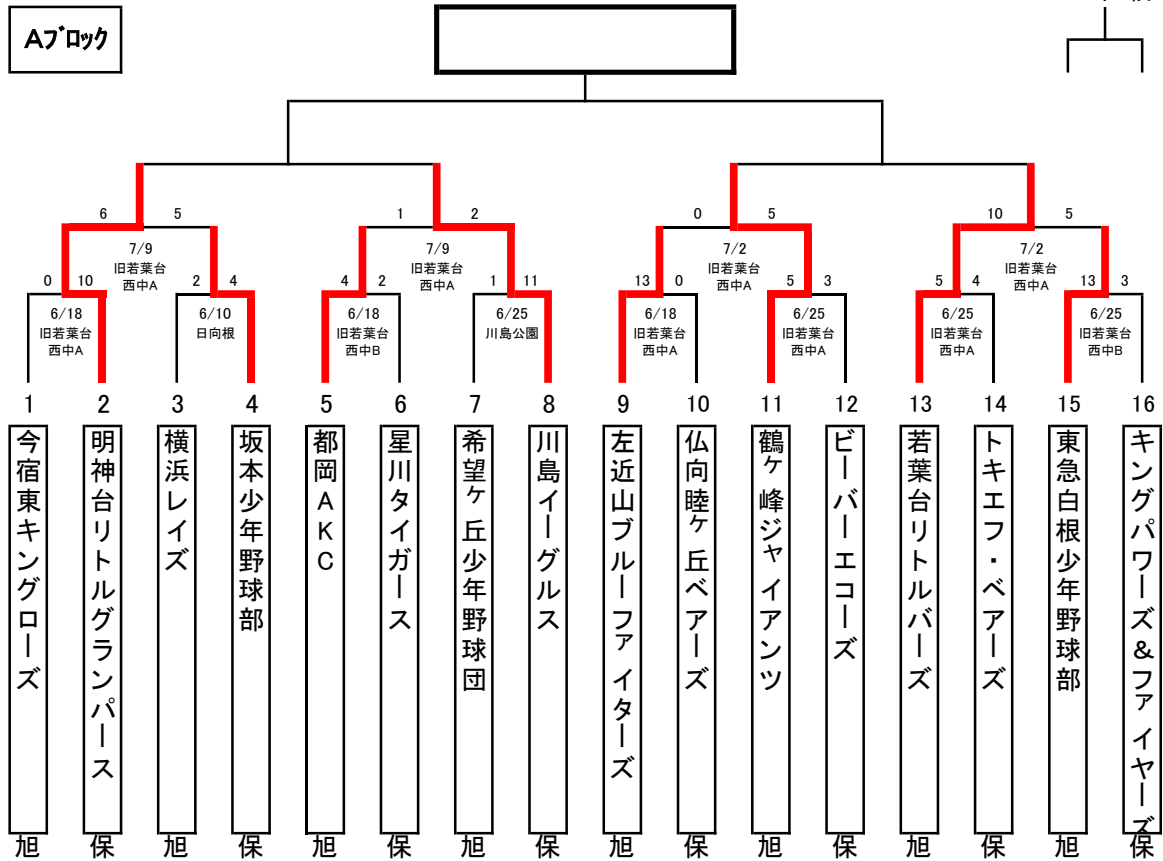 Aブロック
6 5 1 2 0 5 10 5
7/9 7/9 7/2 7/2
旧若葉台 旧若葉台 旧若葉台 旧若葉台
西中A 西中A 西中A 西中A
0 10 2 4 4 2 1 11 13 0 5 3 5 4 13 3
6/18 6/10 6/18 6/25 6/18 6/25 6/25 6/25
旧若葉台 日向根 旧若葉台 川島公園 旧若葉台 旧若葉台 旧若葉台 旧若葉台
西中A 西中B 西中A 西中A 西中A 西中B
1 2 3 4 5 6 7 8 9 10 11 12 13 14 15 16
今宿東キングローズ
明神台リトルグランパース
横浜レイズ
坂本少年野球部
都岡AKC
星川タイガース
希望ヶ丘少年野球団
川島イーグルス
左近山ブルーファイターズ
仏向睦ヶ丘ベアーズ
鶴ヶ峰ジャイアンツ
ビーバーエコーズ
若葉台リトルバーズ
トキエフ・ベアーズ
東急白根少年野球部
キングパワーズ&ファイヤーズ
旭 保 旭 保 旭 保 旭 保 旭 保 旭 保 旭 保 旭 保